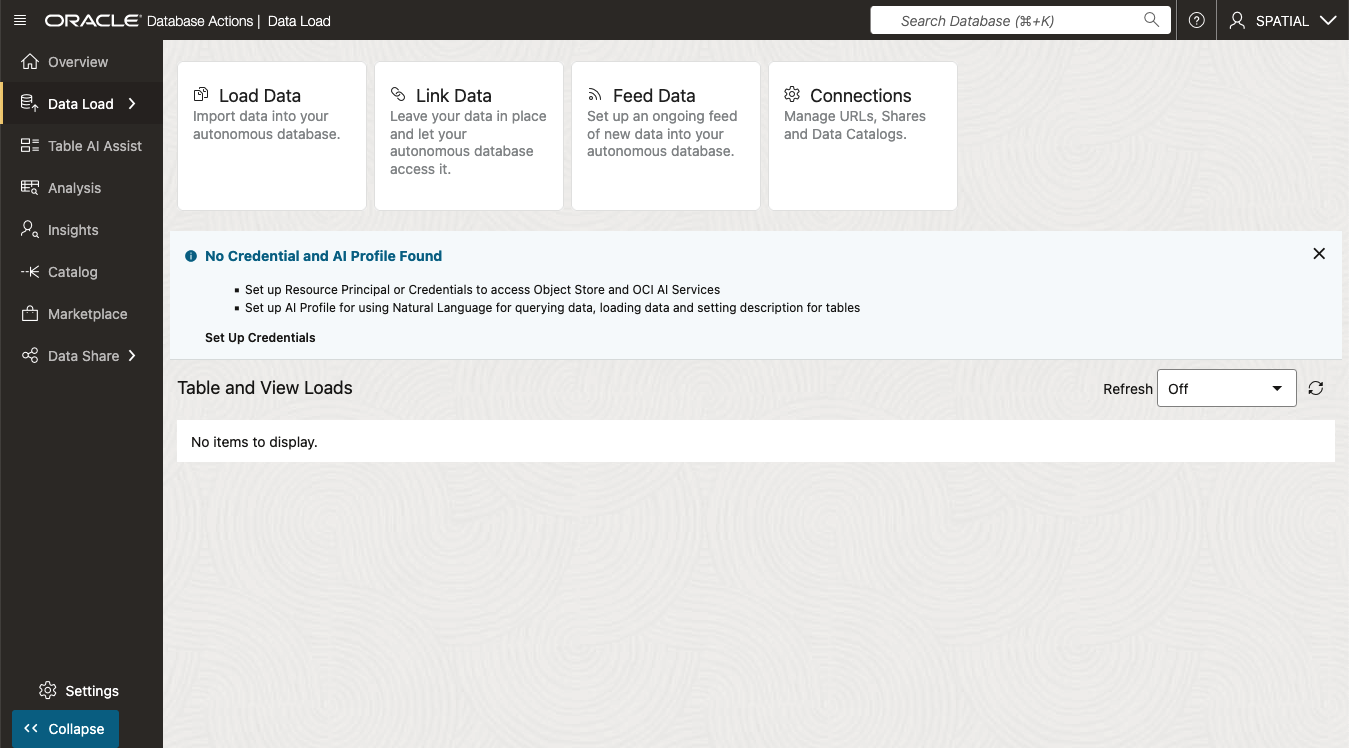 ORACLE Database Actions | Data Load
Search Database (⌘+K)
SPATIAL
Overview
Data Load
Table AI Assist
Analysis
Insights
Catalog
Marketplace
Data Share
Settings
Collapse
Load Data
Import data into your
autonomous database.
Link Data
Leave your data in place
and let your
autonomous database
access it.
Feed Data
Set up an ongoing feed
of new data into your
autonomous database.
Connections
Manage URLs, Shares
and Data Catalogs.
No Credential and AI Profile Found
▪ Set up Resource Principal or Credentials to access Object Store and OCI AI Services
▪ Set up AI Profile for using Natural Language for querying data, loading data and setting description for tables
Set Up Credentials
Table and View Loads
Refresh Off
No items to display.